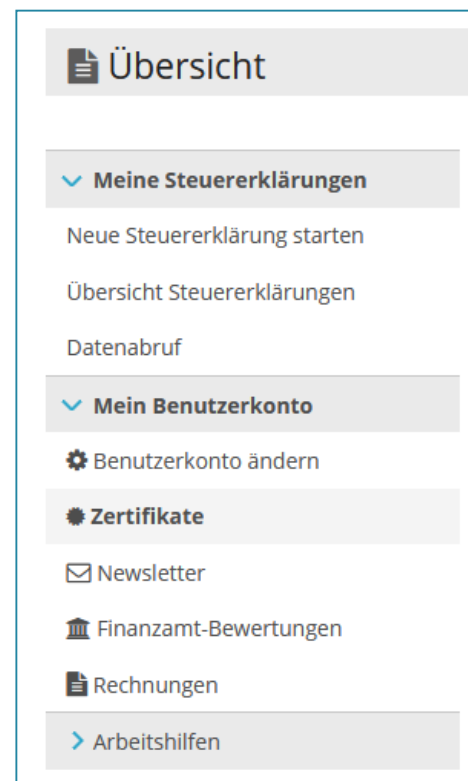 Übersicht
Meine Steuererklärungen
Neue Steuererklärung starten
Übersicht Steuererklärungen
Datenabruf
Mein Benutzerkonto
Benutzerkonto ändern
Zertifikate
Newsletter
Finanzamt-Bewertungen
Rechnungen
Arbeitshilfen